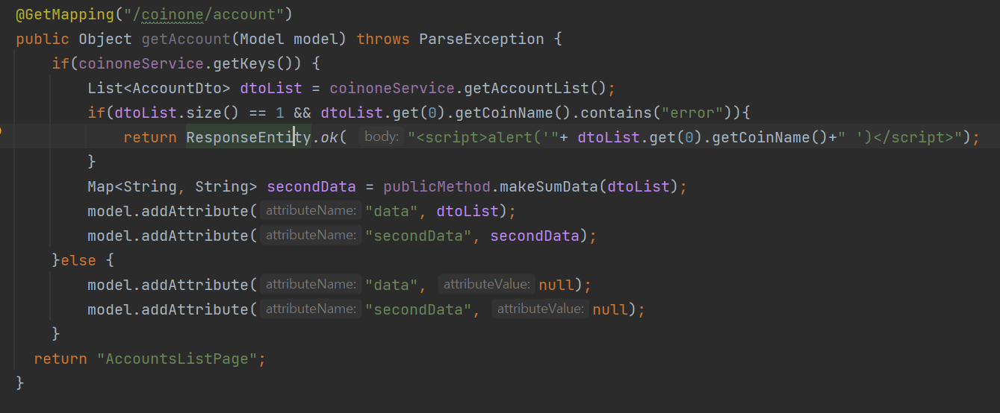 @GetMapping("/coinone/account")
public Object getAccount(Model model) throws ParseException {
if(coinoneService.getKeys()) {
List<AccountDto> dtoList = coinoneService.getAccountList();
if(dtoList.size() == 1 && dtoList.get(0).getCoinName().contains("error")){
return ResponseEntity.ok( body: "<script>alert('"+ dtoList.get(0).getCoinName()+" ')</script>");
}
Map<String, String> secondData = publicMethod.makeSumData(dtoList);
model.addAttribute( attributeName: "data", dtoList);
model.addAttribute( attributeName: "secondData", secondData);
}else {
model.addAttribute( attributeName: "data", attributeValue: null);
model.addAttribute( attributeName: "secondData", attributeValue: null);
}
return "AccountsListPage";
}